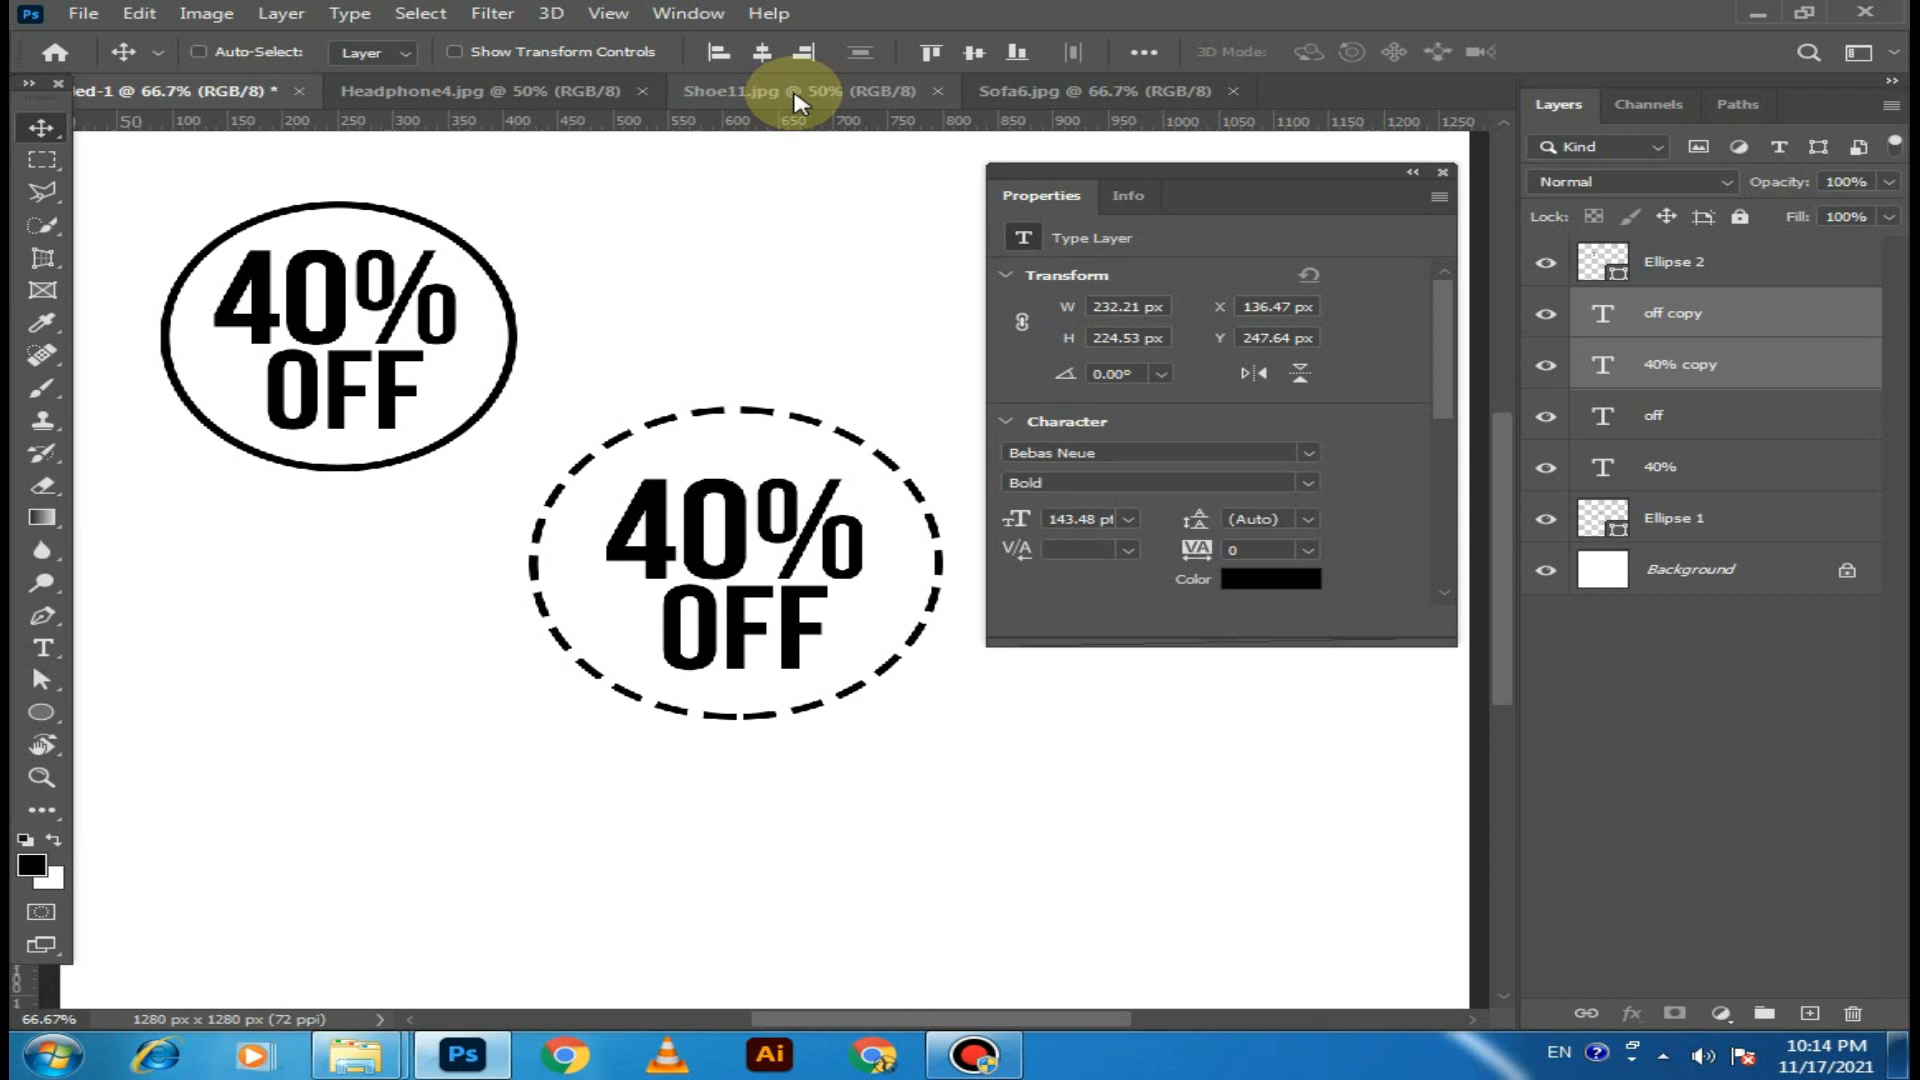 Ps File Edit Image Layer Type Select Filter 3D View Window Help
Auto-Select: Layer Show Transform Controls 3D Mode:
led-1 @ 66.7% (RGB/8) * Headphone4.jpg @ 50% (RGB/8) Shoe11.jpg @ 50% (RGB/8) Sofa6.jpg @ 66.7% (RGB/8)
50 100 150 200 250 300 350 400 450 500 550 600 650 700 750 800 850 900 950 1000 1050 1100 1150 1200 1250
40%
OFF
40%
OFF
Properties Info
T Type Layer
Transform
W 232.21 px X 136.47 px
H 224.53 px Y 247.64 px
0.00°
Character
Bebas Neue
Bold
143.48 pt (Auto)
V/A VA 0
Color
Layers Channels Paths
Kind
Normal Opacity: 100%
Lock: Fill: 100%
Ellipse 2
T off copy
T 40% copy
T off
T 40%
Ellipse 1
Background
fx
66.67% 1280 px x 1280 px (72 ppi)
Ps Ai
EN
10:14 PM
11/17/2021